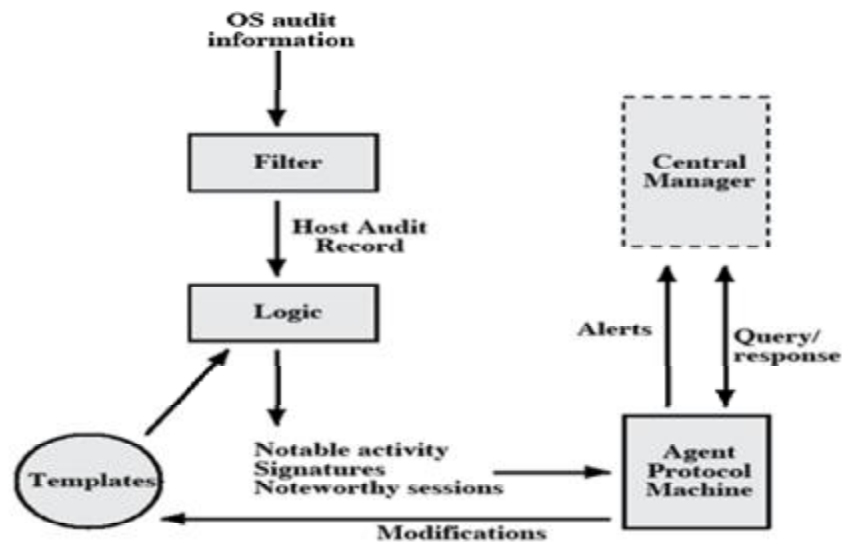 OS audit
information
Filter
Central
Manager
Host Audit
Record
Logic
Alerts
Query/
response
Notable activity
Signatures
Noteworthy sessions
Templates
Agent
Protocol
Machine
Modifications